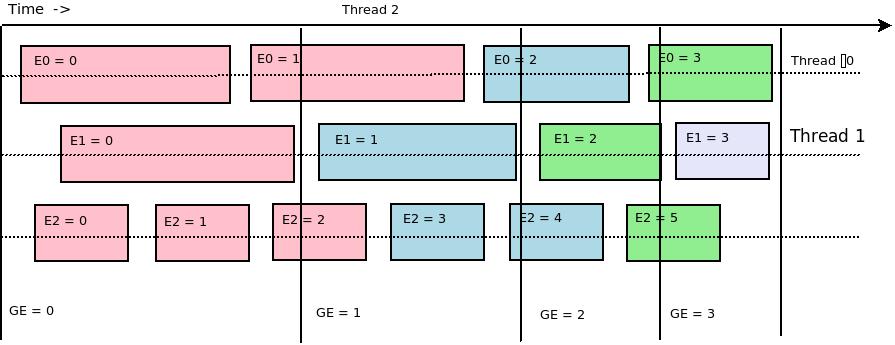 Time ->
Thread 2
E0 = 0
E0 = 1
E0 = 2
E0 = 3
Thread ▯0
E1 = 0
E1 = 1
E1 = 2
E1 = 3
Thread 1
E2 = 0
E2 = 1
E2 = 2
E2 = 3
E2 = 4
E2 = 5
GE = 0
GE = 1
GE = 2
GE = 3